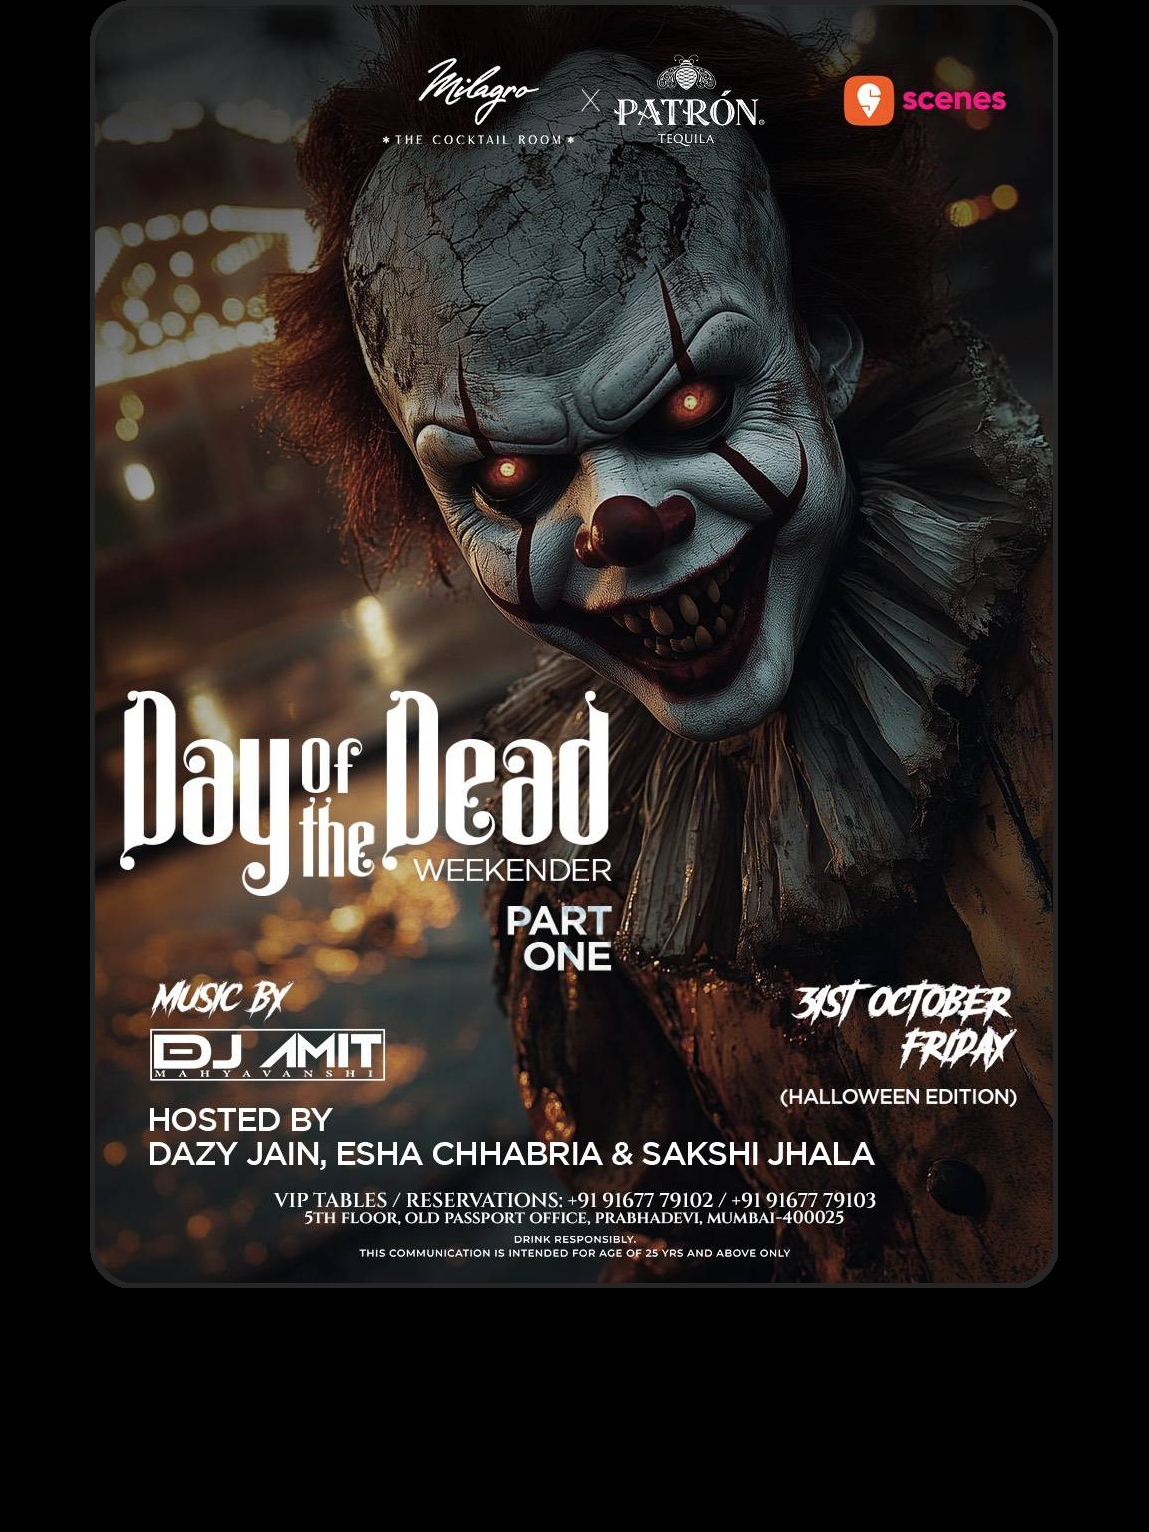 Milagro
*THE COCKTAIL ROOM*
X
PATRÓN®
TEQUILA
scenes
Day of the Dead
WEEKENDER
PART
ONE
MUSIC BY
DJ AMIT
MAHYAVANSHI
31ST OCTOBER
FRIDAY
(HALLOWEEN EDITION)
HOSTED BY
DAZY JAIN, ESHA CHHABRIA & SAKSHI JHALA
VIP TABLES / RESERVATIONS: +91 91677 79102 / +91 91677 79103
5TH FLOOR, OLD PASSPORT OFFICE, PRABHADEVI, MUMBAI-400025
DRINK RESPONSIBLY.
THIS COMMUNICATION IS INTENDED FOR AGE OF 25 YRS AND ABOVE ONLY